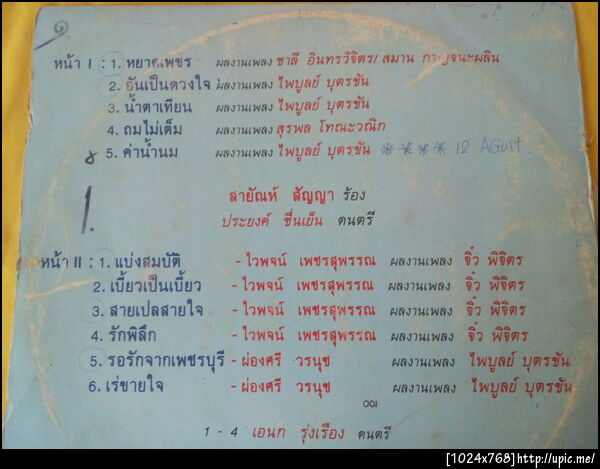 ๑
หน้า I : 1. หยาดเพชร ผลงานเพลง ชาลี อินทรวิจิตร/ สมาน กาญจนะผลิน
2. อันเป็นดวงใจ ผลงานเพลง ไพบูลย์ บุตรขัน
3. น้ำตาเทียน ผลงานเพลง ไพบูลย์ บุตรขัน
4. ถมไม่เต็ม ผลงานเพลง สุรพล โทณะวณิก
5. ค่าน้ำนม ผลงานเพลง ไพบูลย์ บุตรขัน **** 12 AGUST.
1.
สายัณห์ สัญญา ร้อง
ประยงค์ ชื่นเย็น ดนตรี
หน้า II : 1. แบ่งสมบัติ - ไวพจน์ เพชรสุพรรณ ผลงานเพลง จิ๋ว พิจิตร
2. เบี้ยวเป็นเบี้ยว - ไวพจน์ เพชรสุพรรณ ผลงานเพลง จิ๋ว พิจิตร
3. สายเปลสายใจ - ไวพจน์ เพชรสุพรรณ ผลงานเพลง จิ๋ว พิจิตร
4. รักพิลึก - ไวพจน์ เพชรสุพรรณ ผลงานเพลง จิ๋ว พิจิตร
5. รอรักจากเพชรบุรี - ผ่องศรี วรนุช ผลงานเพลง ไพบูลย์ บุตรขัน
6. เร่ขายใจ - ผ่องศรี วรนุช ผลงานเพลง ไพบูลย์ บุตรขัน
1 - 4 เอนก รุ่งเรือง ดนตรี
[1024x768]http://upic.me/